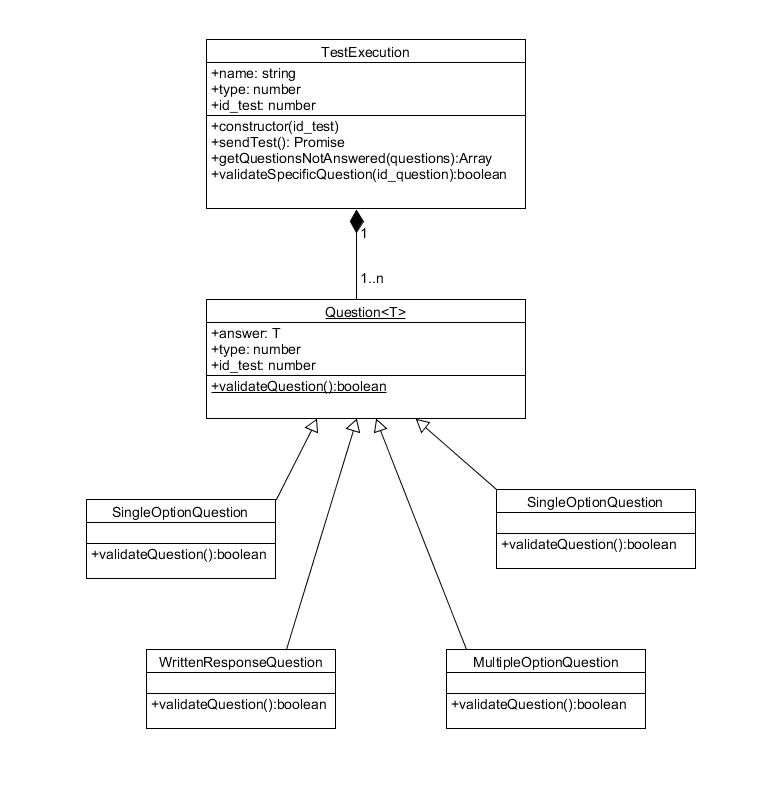 TestExecution
+name: string
+type: number
+id_test: number
+constructor(id_test)
+sendTest(): Promise
+getQuestionsNotAnswered(questions):Array
+validateSpecificQuestion(id_question):boolean
1
1..n
Question<T>
+answer: T
+type: number
+id_test: number
+validateQuestion():boolean
SingleOptionQuestion
+validateQuestion():boolean
SingleOptionQuestion
+validateQuestion():boolean
WrittenResponseQuestion
+validateQuestion():boolean
MultipleOptionQuestion
+validateQuestion():boolean